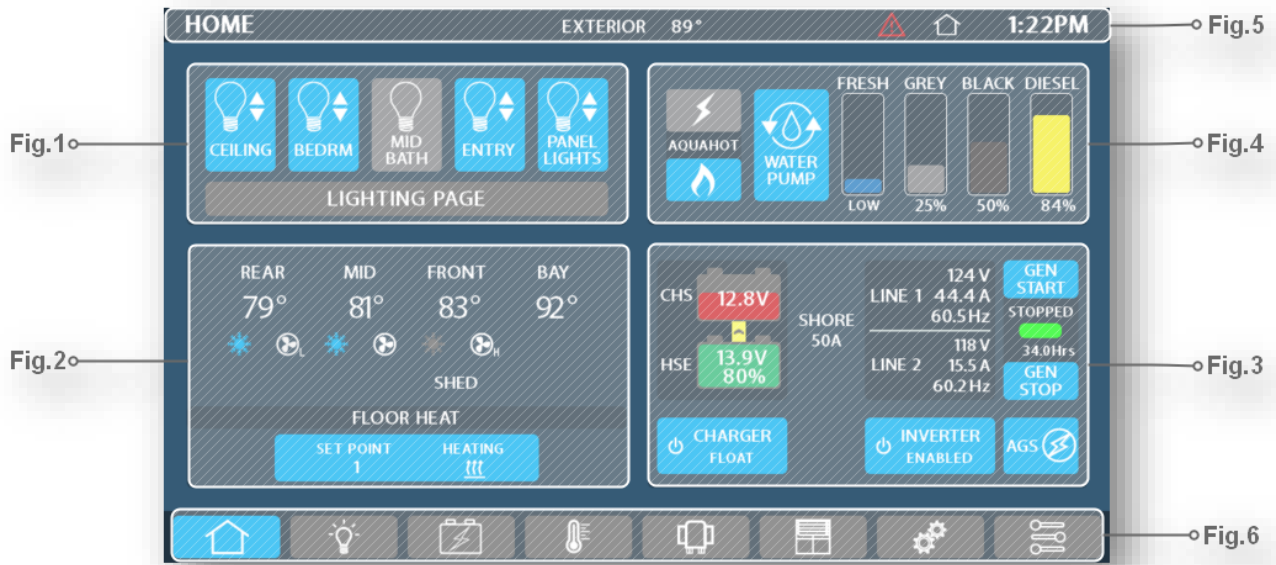 HOME
EXTERIOR 89°
1:22PM
Fig.5
Fig.1
CEILING
BEDRM
MID
BATH
ENTRY
PANEL
LIGHTS
LIGHTING PAGE
AQUAHOT
WATER
PUMP
FRESH GREY BLACK DIESEL
LOW 25% 50% 84%
Fig.4
Fig.2
REAR MID FRONT BAY
79° 81° 83° 92°
L H
SHED
FLOOR HEAT
SET POINT HEATING
1
CHS 12.8V
HSE 13.9V
80%
SHORE
50A
LINE 1
124 V
44.4 A
60.5Hz
LINE 2
118 V
15.5 A
60.2Hz
GEN
START
STOPPED
34.0Hrs
GEN
STOP
CHARGER
FLOAT
INVERTER
ENABLED
AGS
Fig.3
Fig.6